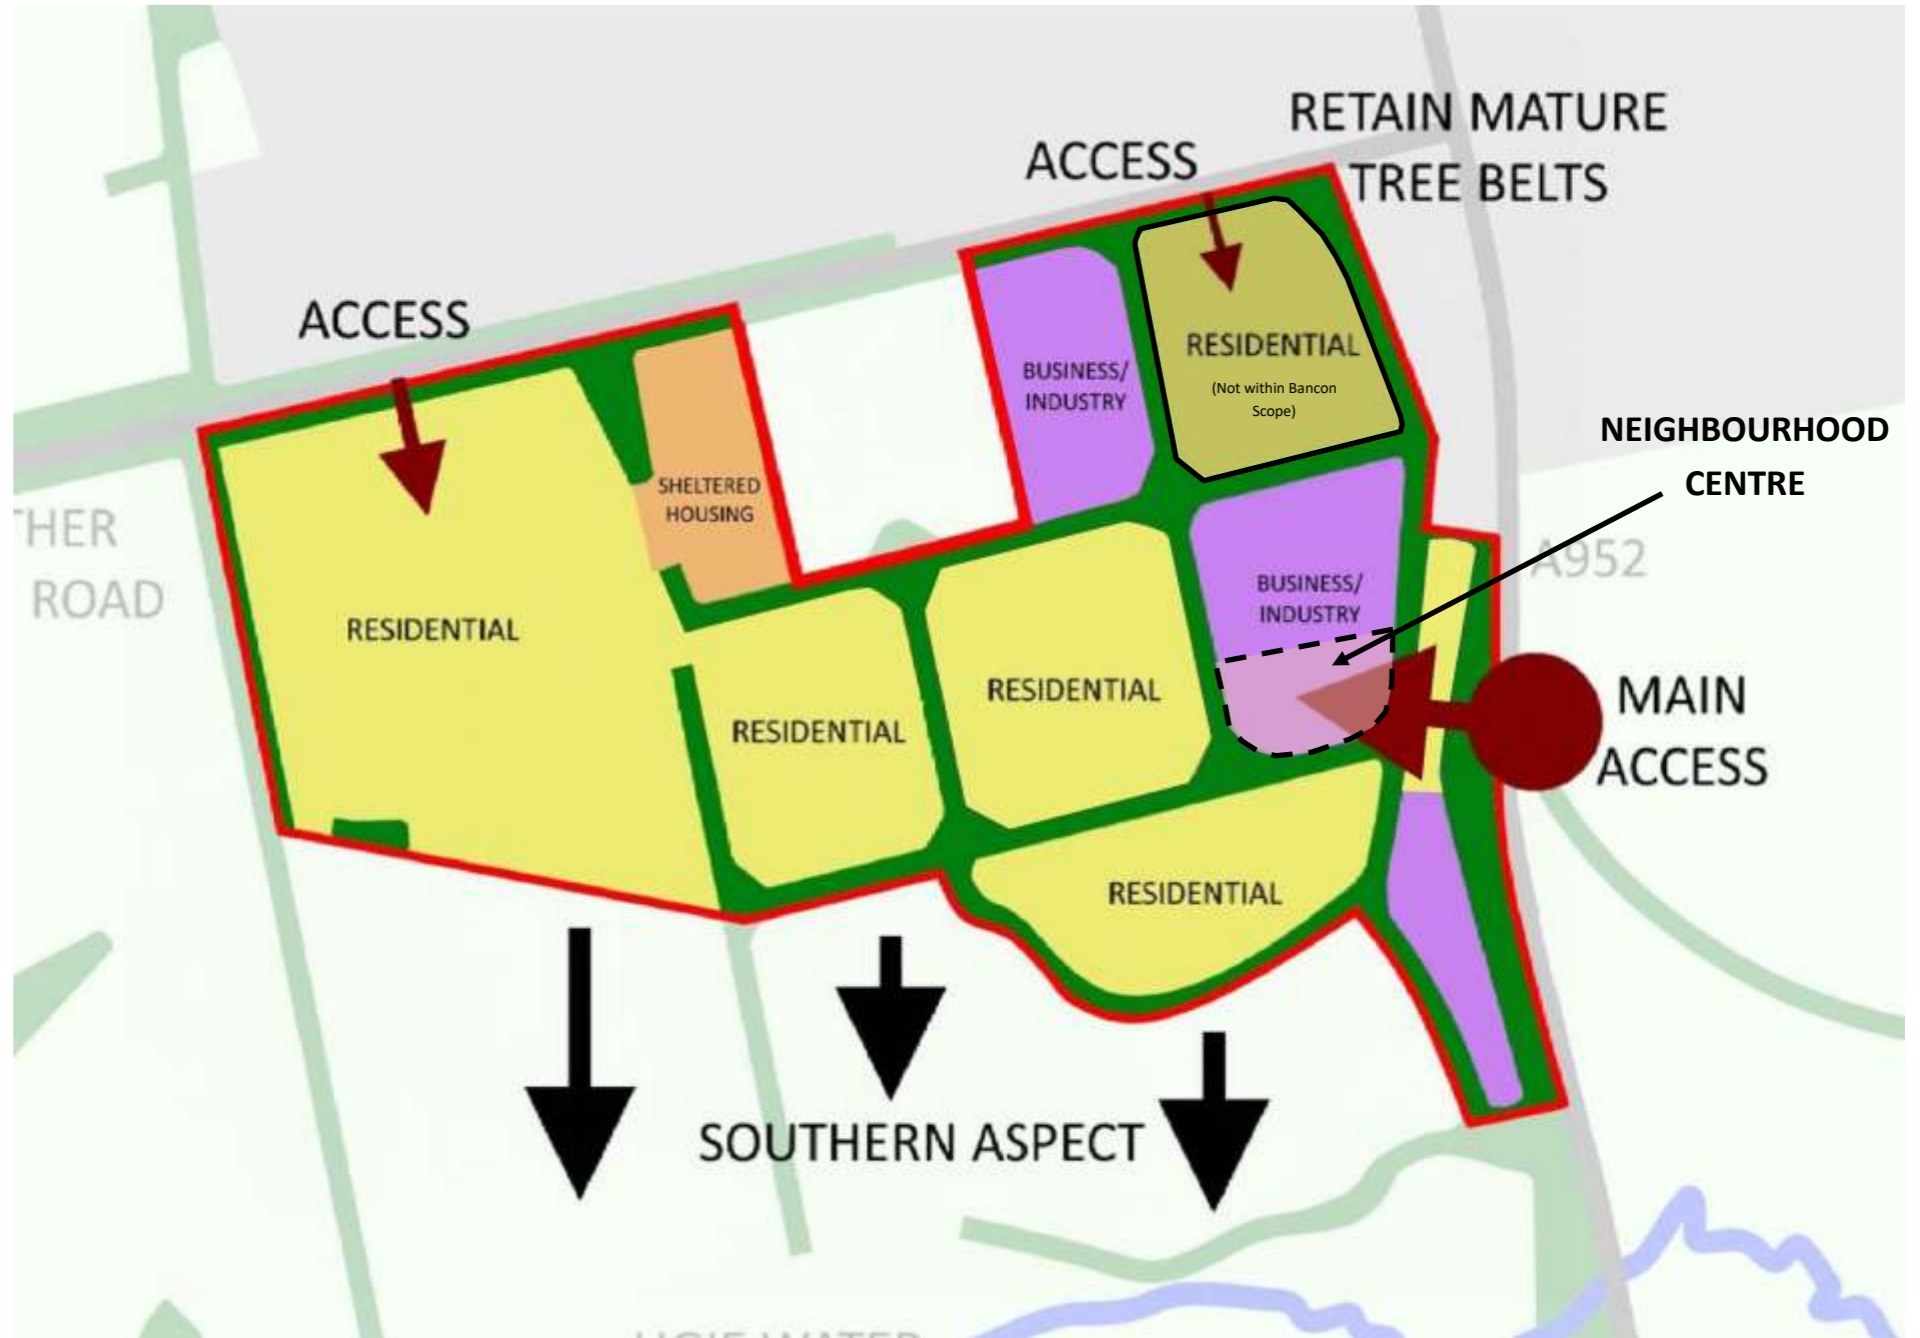 RETAIN MATURE
TREE BELTS
ACCESS
ACCESS
RESIDENTIAL
(Not within Bancon
Scope)
BUSINESS/
INDUSTRY
NEIGHBOURHOOD
CENTRE
SHELTERED
HOUSING
THER
ROAD
A952
BUSINESS/
INDUSTRY
RESIDENTIAL
RESIDENTIAL
RESIDENTIAL
MAIN
ACCESS
RESIDENTIAL
SOUTHERN ASPECT